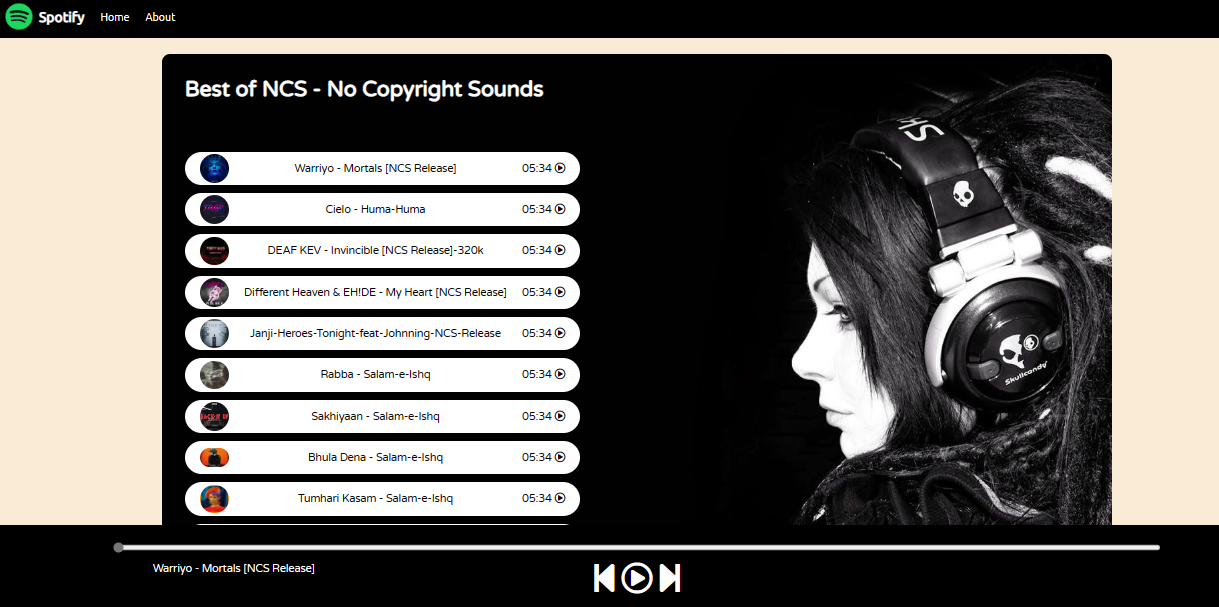 Spotify Home About
Best of NCS - No Copyright Sounds
Warriyo - Mortals [NCS Release] 05:34
Cielo - Huma-Huma 05:34
DEAF KEV - Invincible [NCS Release]-320k 05:34
Different Heaven & EH!DE - My Heart [NCS Release] 05:34
Janji-Heroes-Tonight-feat-Johnning-NCS-Release 05:34
Rabba - Salam-e-Ishq 05:34
Sakhiyaan - Salam-e-Ishq 05:34
BACK IT UP
Bhula Dena - Salam-e-Ishq 05:34
Tumhari Kasam - Salam-e-Ishq 05:34
Skullcandy
Warriyo - Mortals [NCS Release]